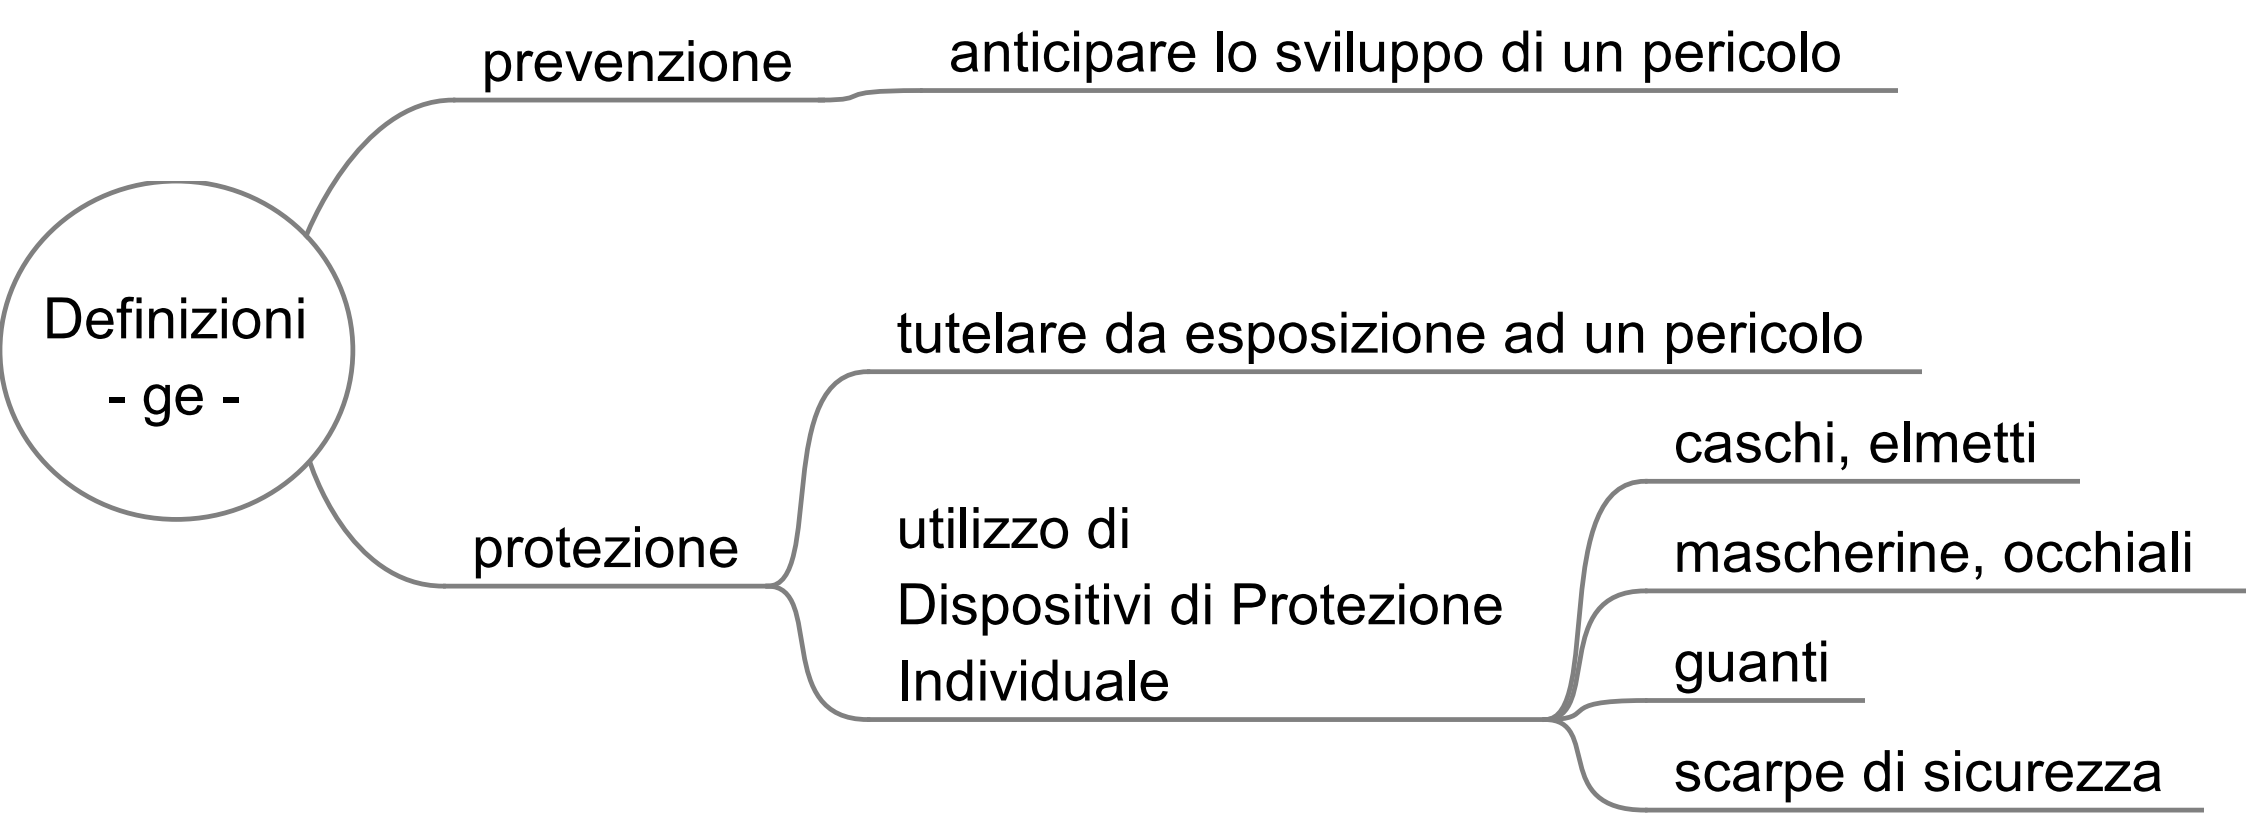 prevenzione
anticipare lo sviluppo di un pericolo
Definizioni
- ge -
tutelare da esposizione ad un pericolo
protezione
utilizzo di
Dispositivi di Protezione
Individuale
caschi, elmetti
mascherine, occhiali
guanti
scarpe di sicurezza